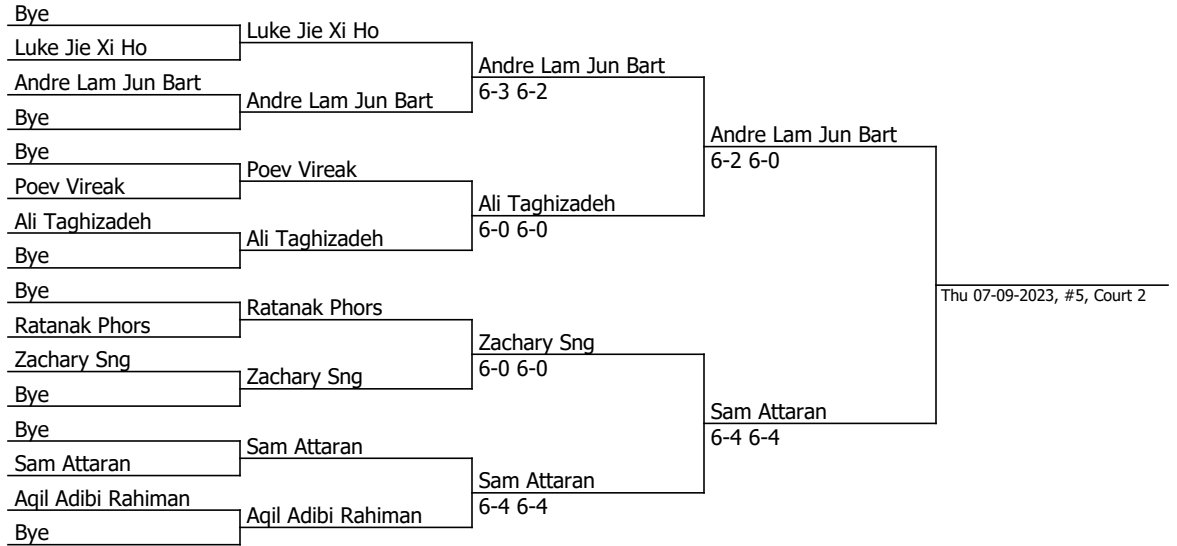 Bye
Luke Jie Xi Ho
Andre Lam Jun Bart
Bye
Bye
Poev Vireak
Ali Taghizadeh
Bye
Bye
Ratanak Phors
Zachary Sng
Bye
Bye
Sam Attaran
Aqil Adibi Rahiman
Bye
Luke Jie Xi Ho
Andre Lam Jun Bart
Poev Vireak
Ali Taghizadeh
Ratanak Phors
Zachary Sng
Sam Attaran
Aqil Adibi Rahiman
Andre Lam Jun Bart
6-3 6-2
Ali Taghizadeh
6-0 6-0
Zachary Sng
6-0 6-0
Sam Attaran
6-4 6-4
Andre Lam Jun Bart
6-2 6-0
Sam Attaran
6-4 6-4
Thu 07-09-2023, #5, Court 2